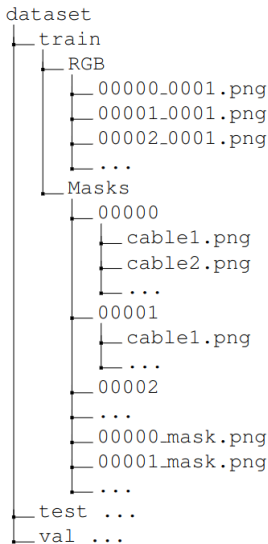 dataset
train
RGB
00000_0001.png
00001_0001.png
00002_0001.png
...
Masks
00000
cable1.png
cable2.png
...
00001
cable1.png
...
00002
...
00000_mask.png
00001_mask.png
...
test ...
val ...